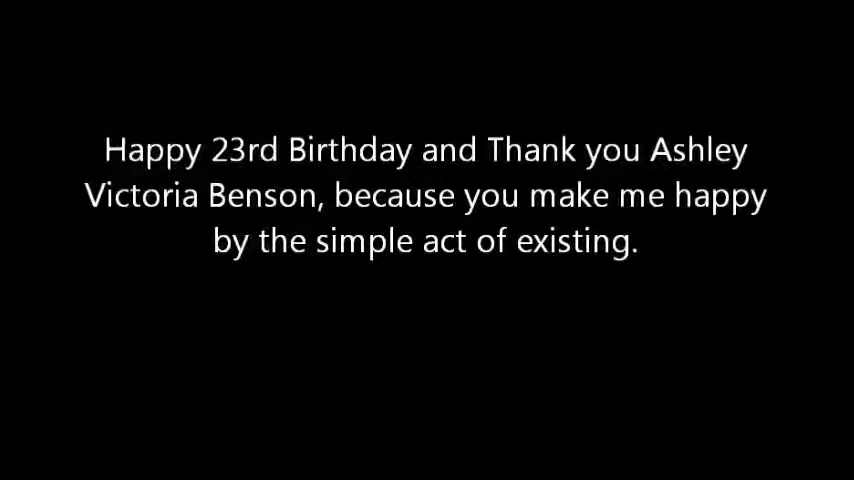 Happy 23rd Birthday and Thank you Ashley
Victoria Benson, because you make me happy
by the simple act of existing.